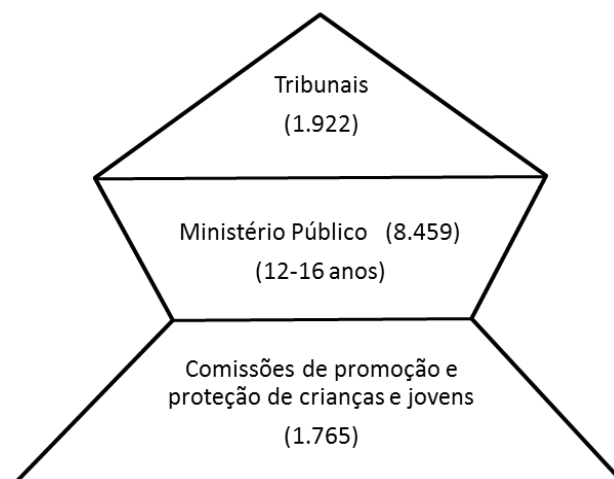 Tribunais
(1.922)
Ministério Público (8.459)
(12-16 anos)
Comissões de promoção e
proteção de crianças e jovens
(1.765)